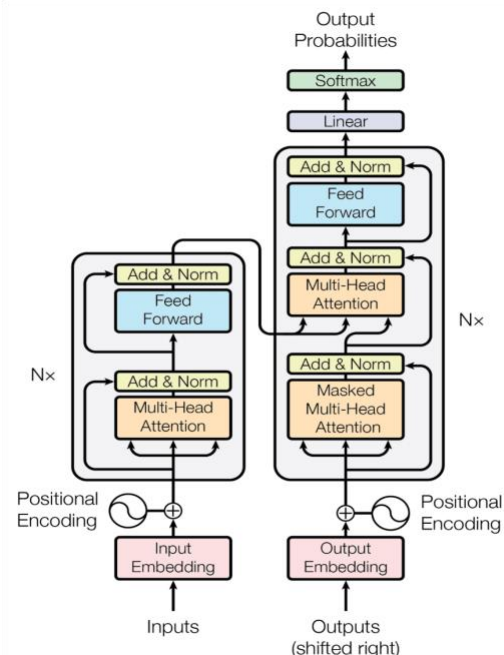 Output
Probabilities
Softmax
Linear
Add & Norm
Feed
Forward
Add & Norm
Multi-Head
Attention
Nx
Add & Norm
Masked
Multi-Head
Attention
Add & Norm
Feed
Forward
Nx
Add & Norm
Multi-Head
Attention
Positional
Encoding
Positional
Encoding
Input
Embedding
Output
Embedding
Inputs
Outputs
(shifted right)